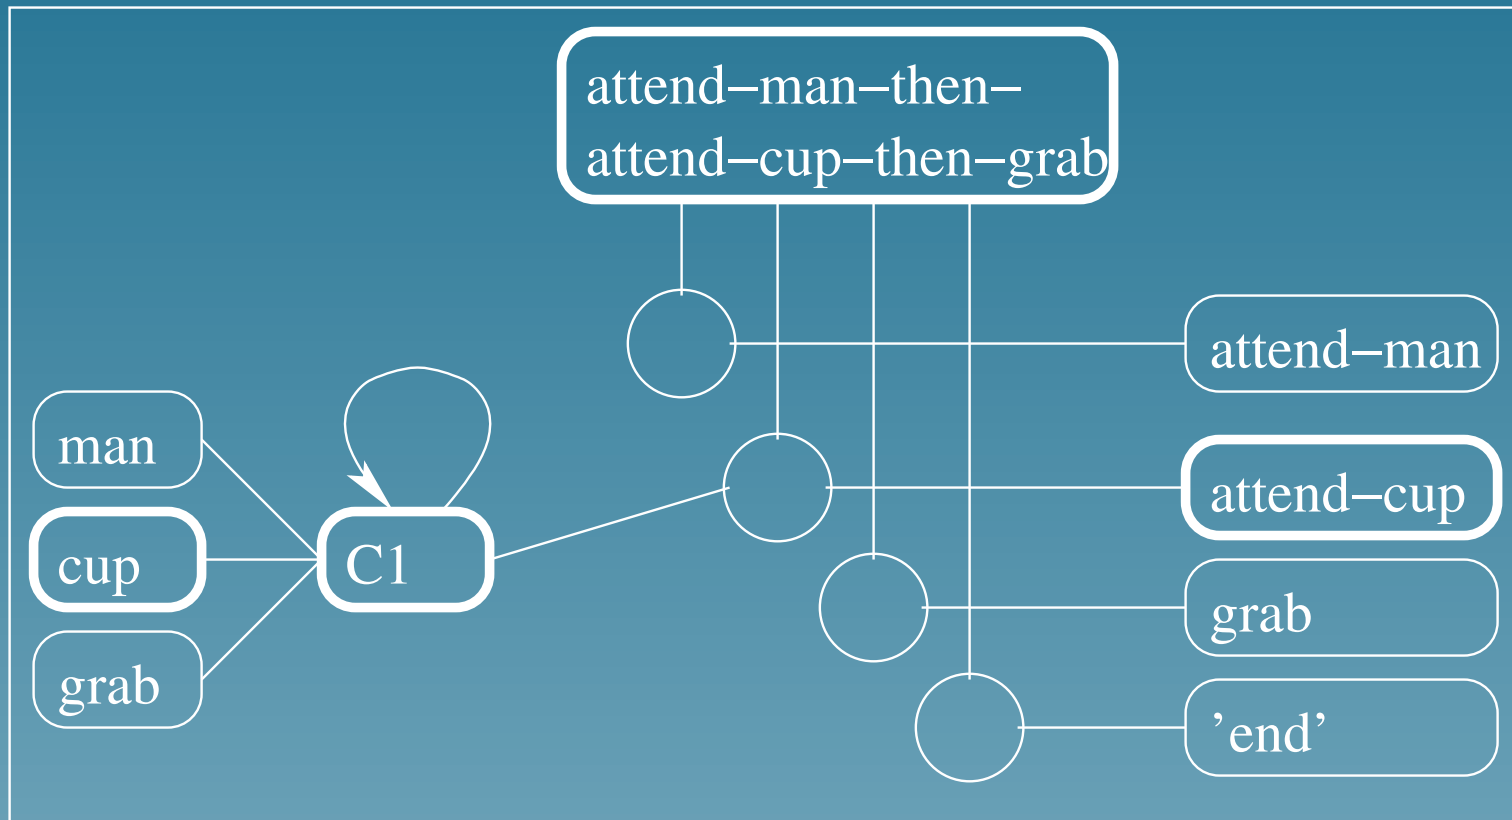 attend–man–then–
attend–cup–then–grab
attend–man
man
attend–cup
cup
C1
grab
grab
’end’